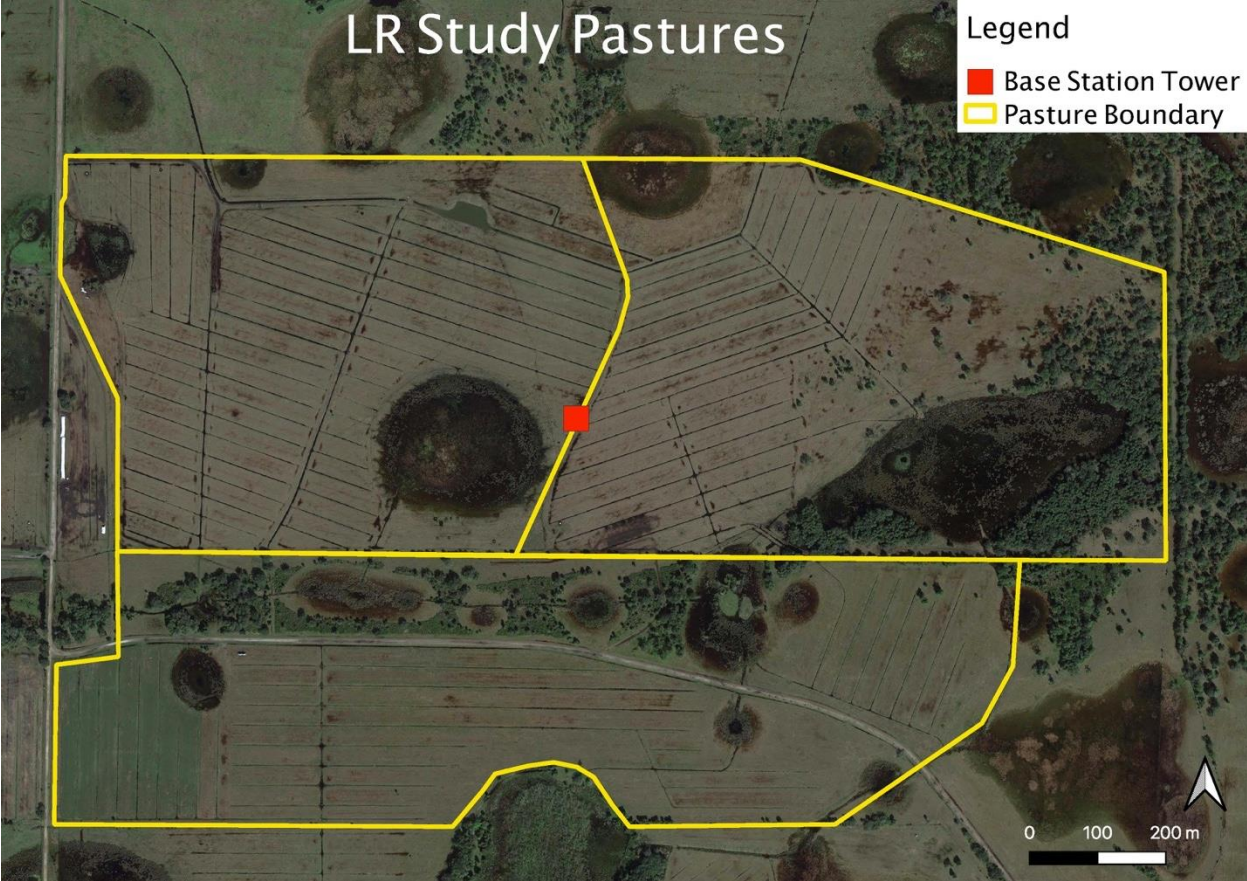 LR Study Pastures
Legend
Base Station Tower
Pasture Boundary
0 100 200 m